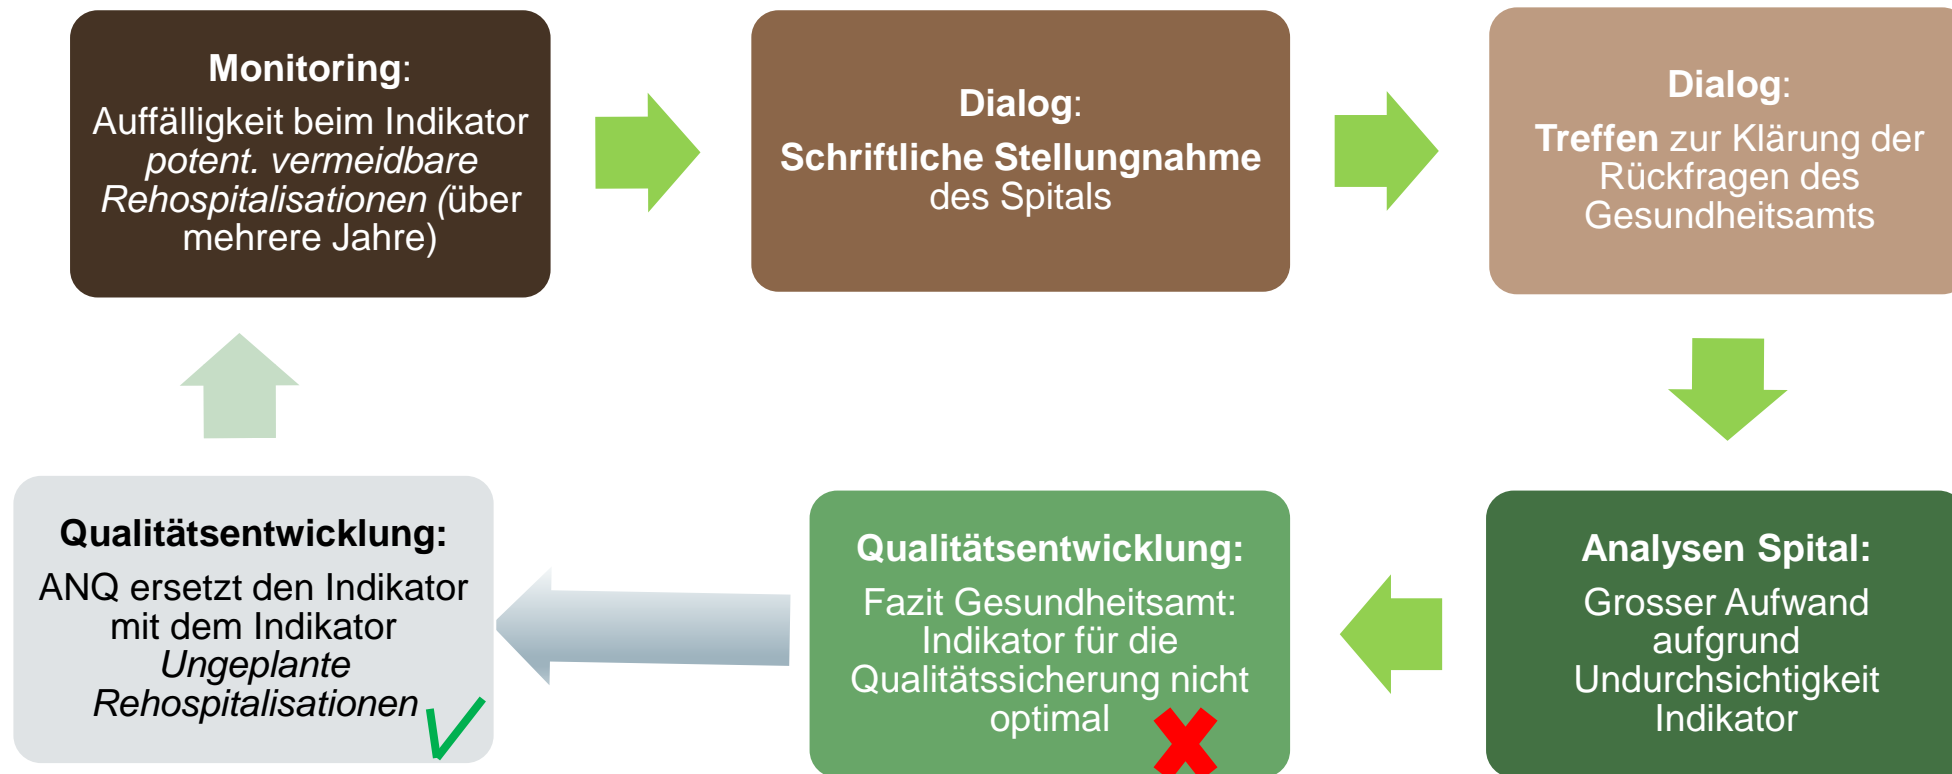 Monitoring:
Auffälligkeit beim Indikator
potent. vermeidbare
Rehospitalisationen (über
mehrere Jahre)
Dialog:
Schriftliche Stellungnahme
des Spitals
Dialog:
Treffen zur Klärung der
Rückfragen des
Gesundheitsamts
Analysen Spital:
Grosser Aufwand
aufgrund
Undurchsichtigkeit
Indikator
Qualitätsentwicklung:
Fazit Gesundheitsamt:
Indikator für die
Qualitätssicherung nicht
optimal
Qualitätsentwicklung:
ANQ ersetzt den Indikator
mit dem Indikator
Ungeplante
Rehospitalisationen